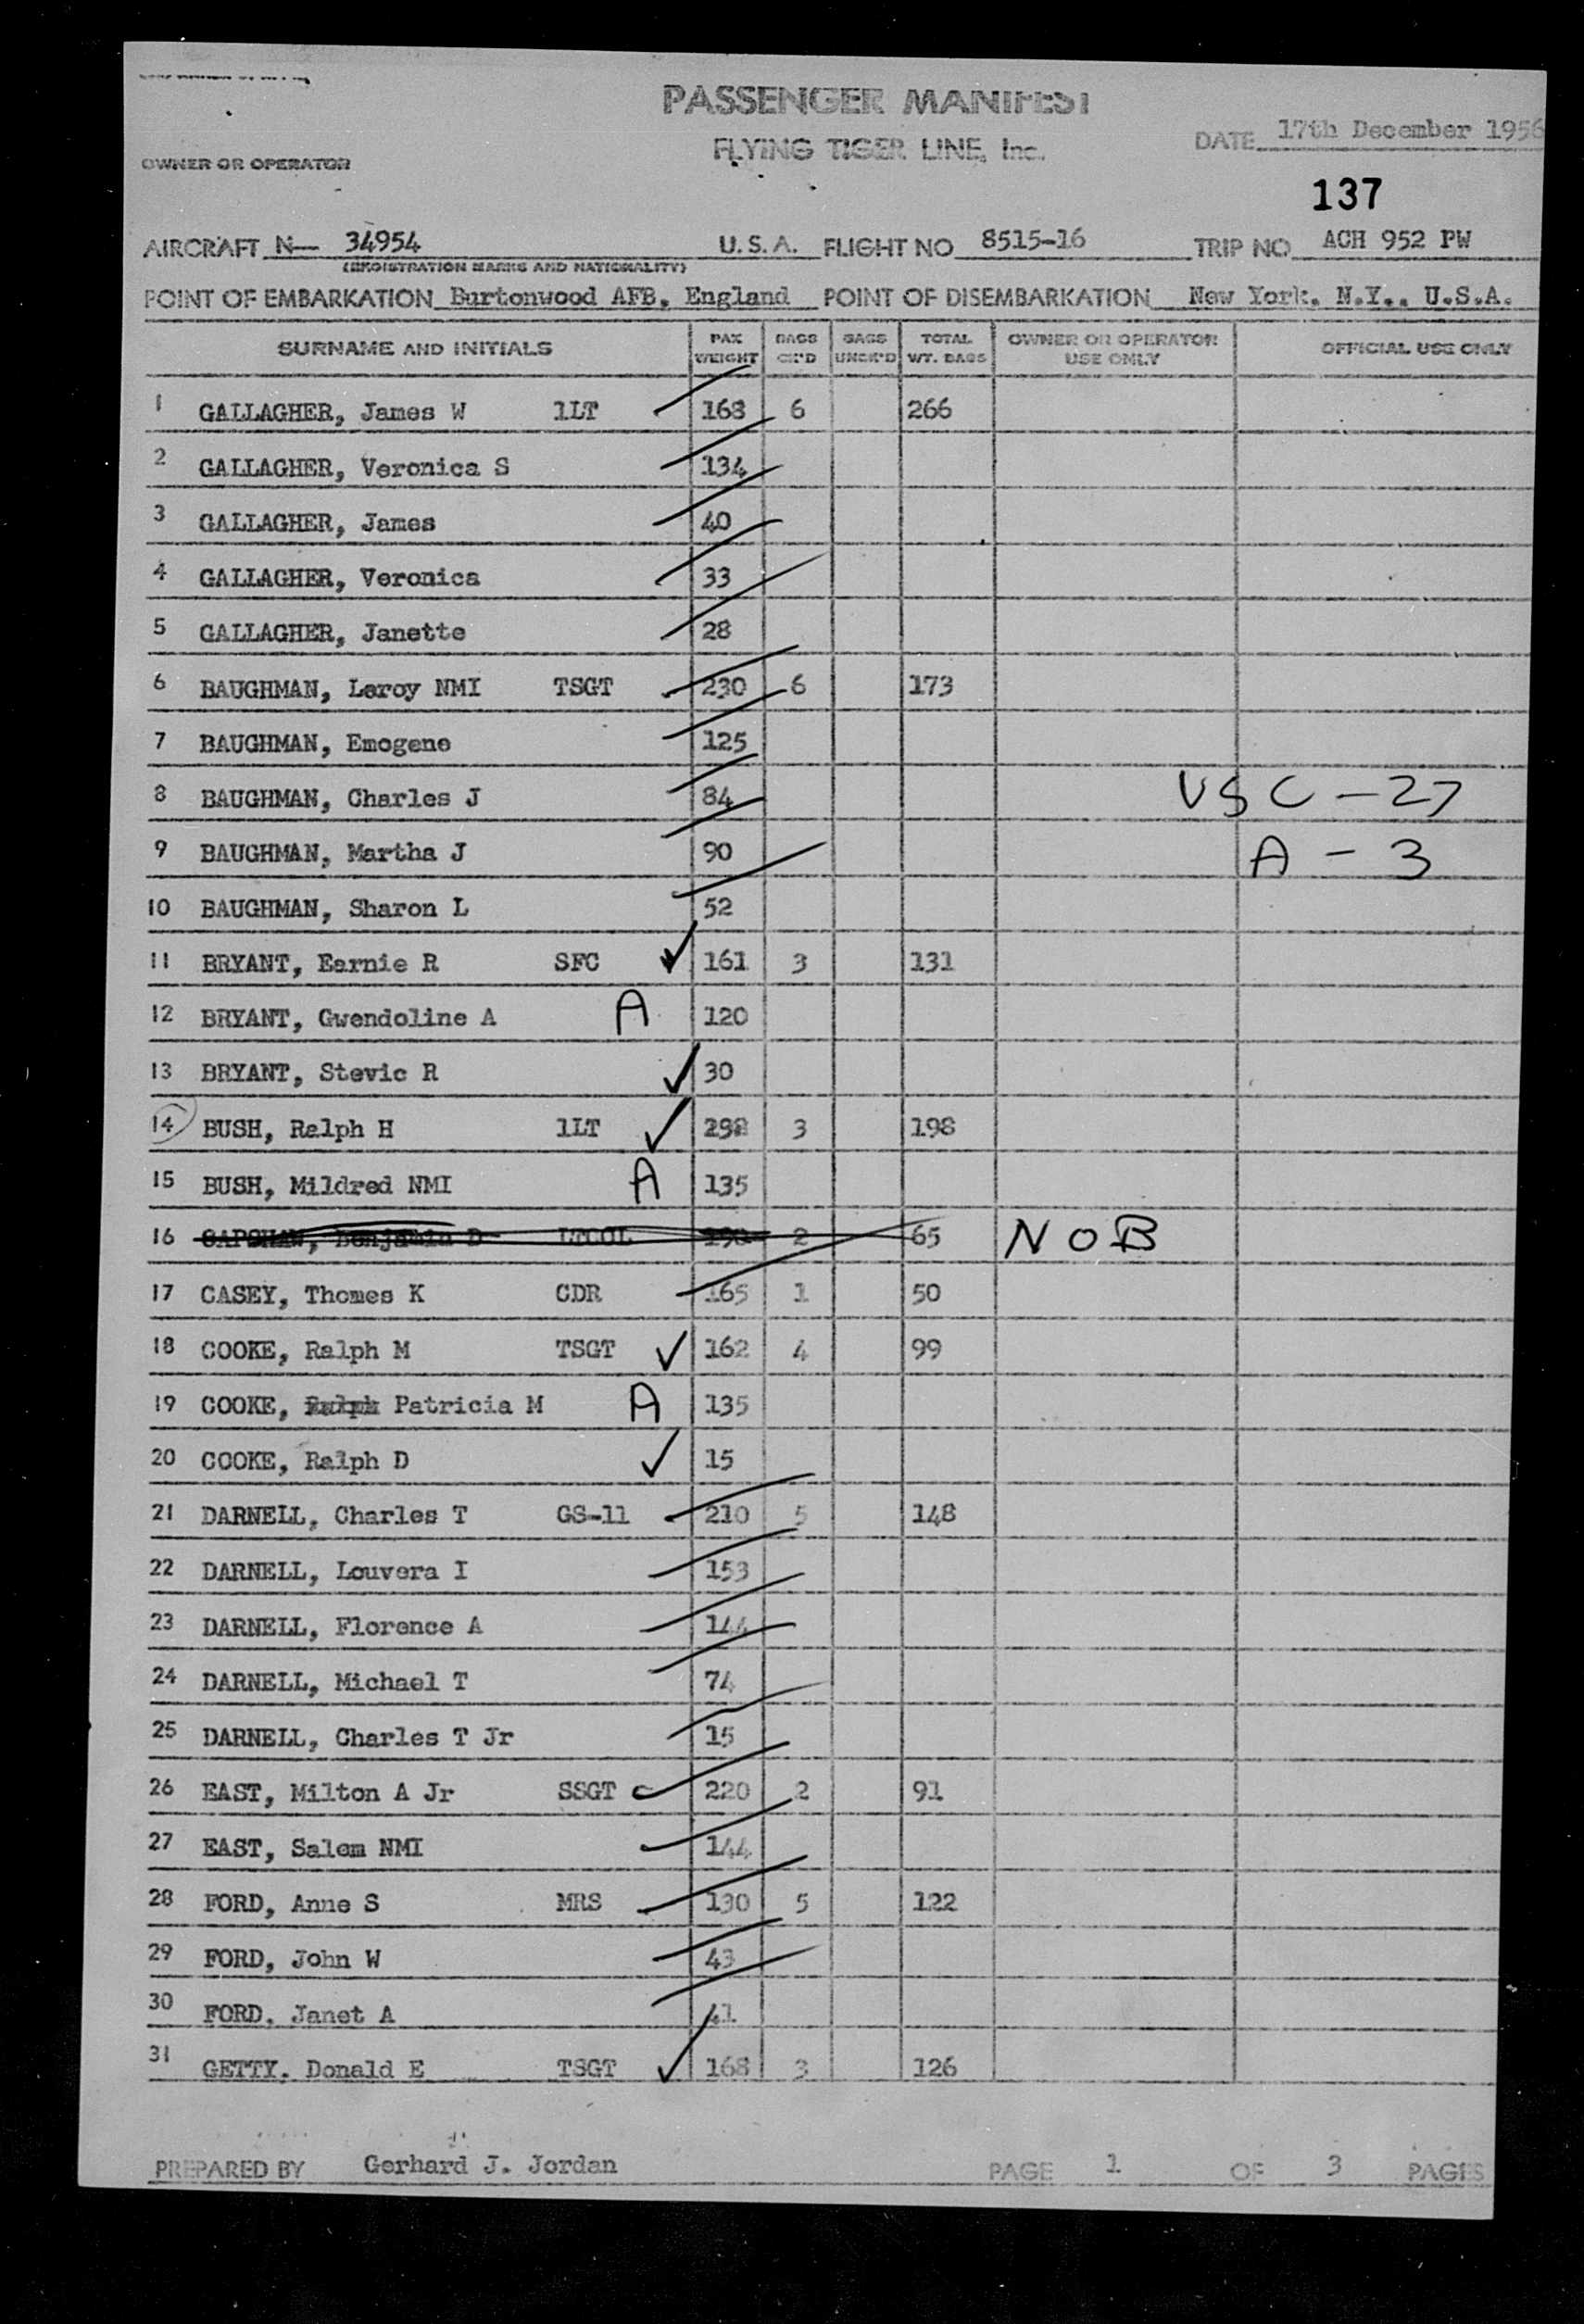 PASSENGER MANIFEST
FLYING TIGER LINE, Inc.
DATE 17th December 1956
OWNER OR OPERATOR
137
AIRCRAFT N— 34954 U.S.A. FLIGHT NO 8515-16 TRIP NO ACH 952 PW
(REGISTRATION MARKS AND NATIONALITY)
POINT OF EMBARKATION Burtonwood AFB, England POINT OF DISEMBARKATION New York, N.Y., U.S.A.
SURNAME AND INITIALS PAX WEIGHT BAGS CK'D BAGS UNCK'D TOTAL WT. BAGS OWNER OR OPERATOR USE ONLY OFFICIAL USE ONLY
1 GALLAGHER, James W 1LT 168 6 266
2 GALLAGHER, Veronica S 134
3 GALLAGHER, James 40
4 GALLAGHER, Veronica 33
5 GALLAGHER, Janette 28
6 BAUGHMAN, Leroy NMI TSGT 230 6 173
7 BAUGHMAN, Emogene 125
8 BAUGHMAN, Charles J 84 USC - 27
9 BAUGHMAN, Martha J 90 A - 3
10 BAUGHMAN, Sharon L 52
11 BRYANT, Earnie R SFC ✓ 161 3 131
12 BRYANT, Gwendoline A A 120
13 BRYANT, Stevie R ✓ 30
14 BUSH, Ralph H 1LT ✓ 298 3 198
15 BUSH, Mildred NMI A 135
16 Benjamin D LTCOL 190 2 65 NOB
17 CASEY, Thomas K CDR 165 1 50
18 COOKE, Ralph M TSGT ✓ 162 4 99
19 COOKE, Ralph Patricia M A 135
20 COOKE, Ralph D ✓ 15
21 DARNELL, Charles T GS-11 210 5 148
22 DARNELL, Louvera I 153
23 DARNELL, Florence A 144
24 DARNELL, Michael T 74
25 DARNELL, Charles T Jr 15
26 EAST, Milton A Jr SSGT 220 2 91
27 EAST, Salem NMI 144
28 FORD, Anne S MRS 130 5 122
29 FORD, John W 43
30 FORD, Janet A 41
31 GETTY, Donald E TSGT ✓ 168 3 126
PREPARED BY Gerhard J. Jordan PAGE 1 OF 3 PAGES